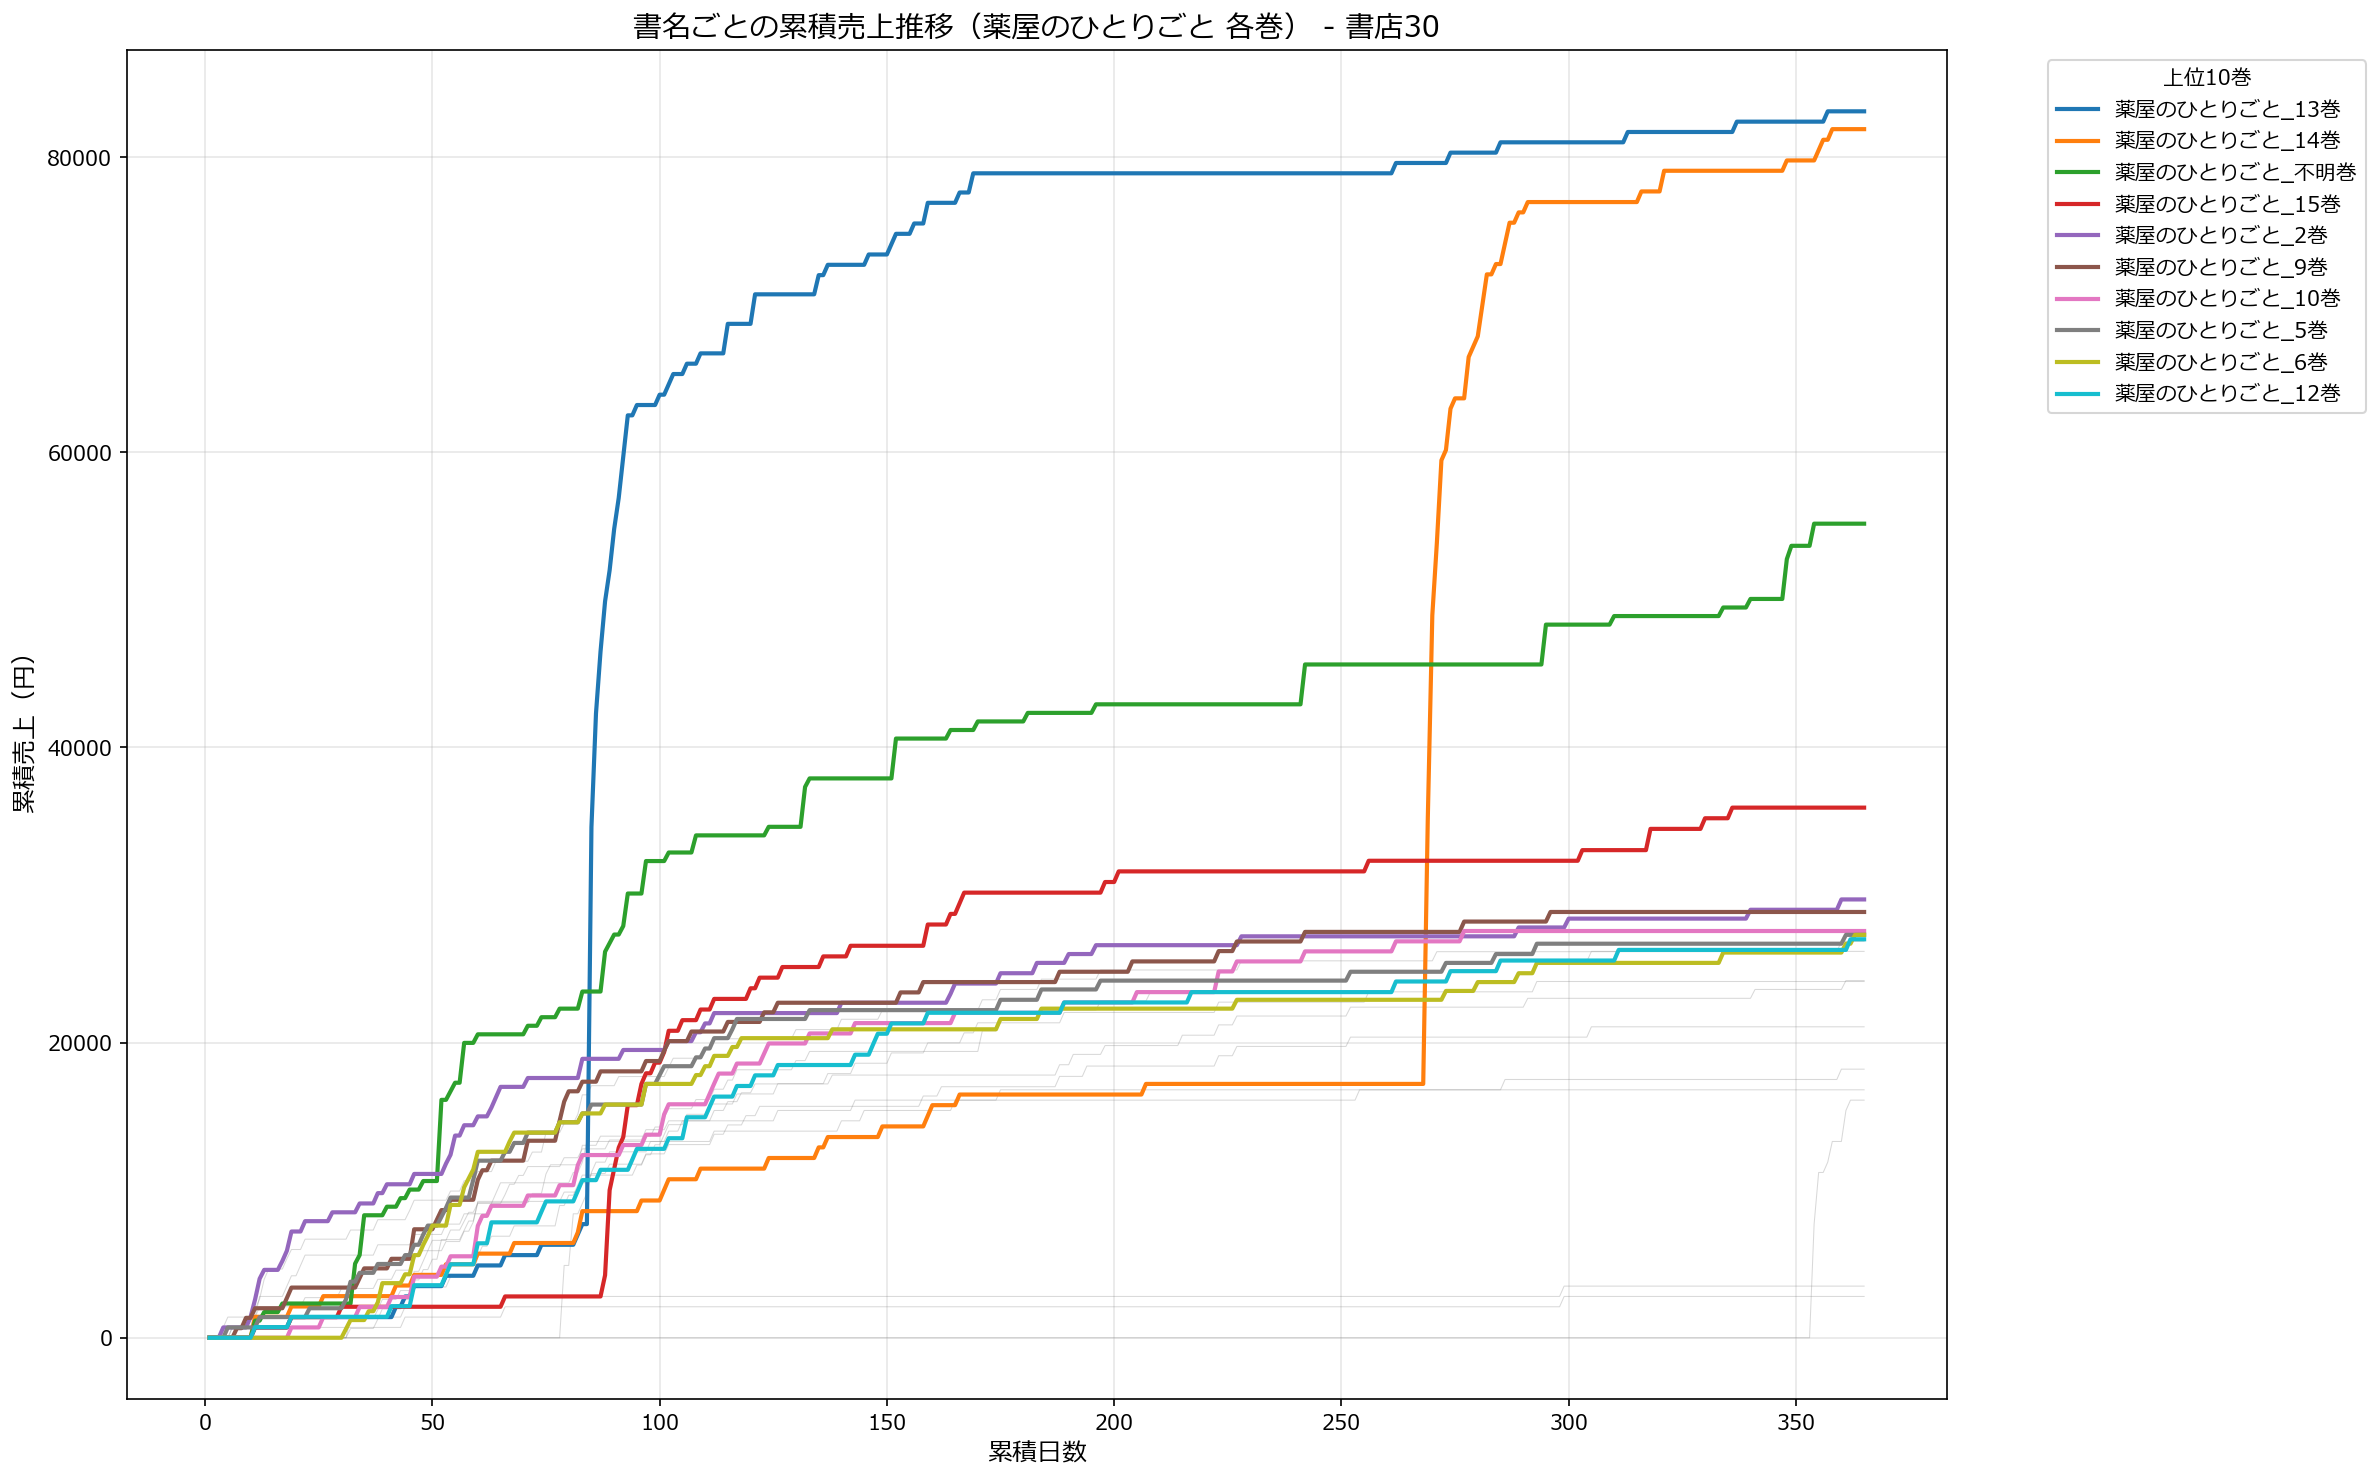 書名ごとの累積売上推移（薬屋のひとりごと 各巻） - 書店30
累積売上（円）
80000
60000
40000
20000
0
0
50
100
150
200
250
300
350
累積日数
上位10巻
薬屋のひとりごと_13巻
薬屋のひとりごと_14巻
薬屋のひとりごと_不明巻
薬屋のひとりごと_15巻
薬屋のひとりごと_2巻
薬屋のひとりごと_9巻
薬屋のひとりごと_10巻
薬屋のひとりごと_5巻
薬屋のひとりごと_6巻
薬屋のひとりごと_12巻